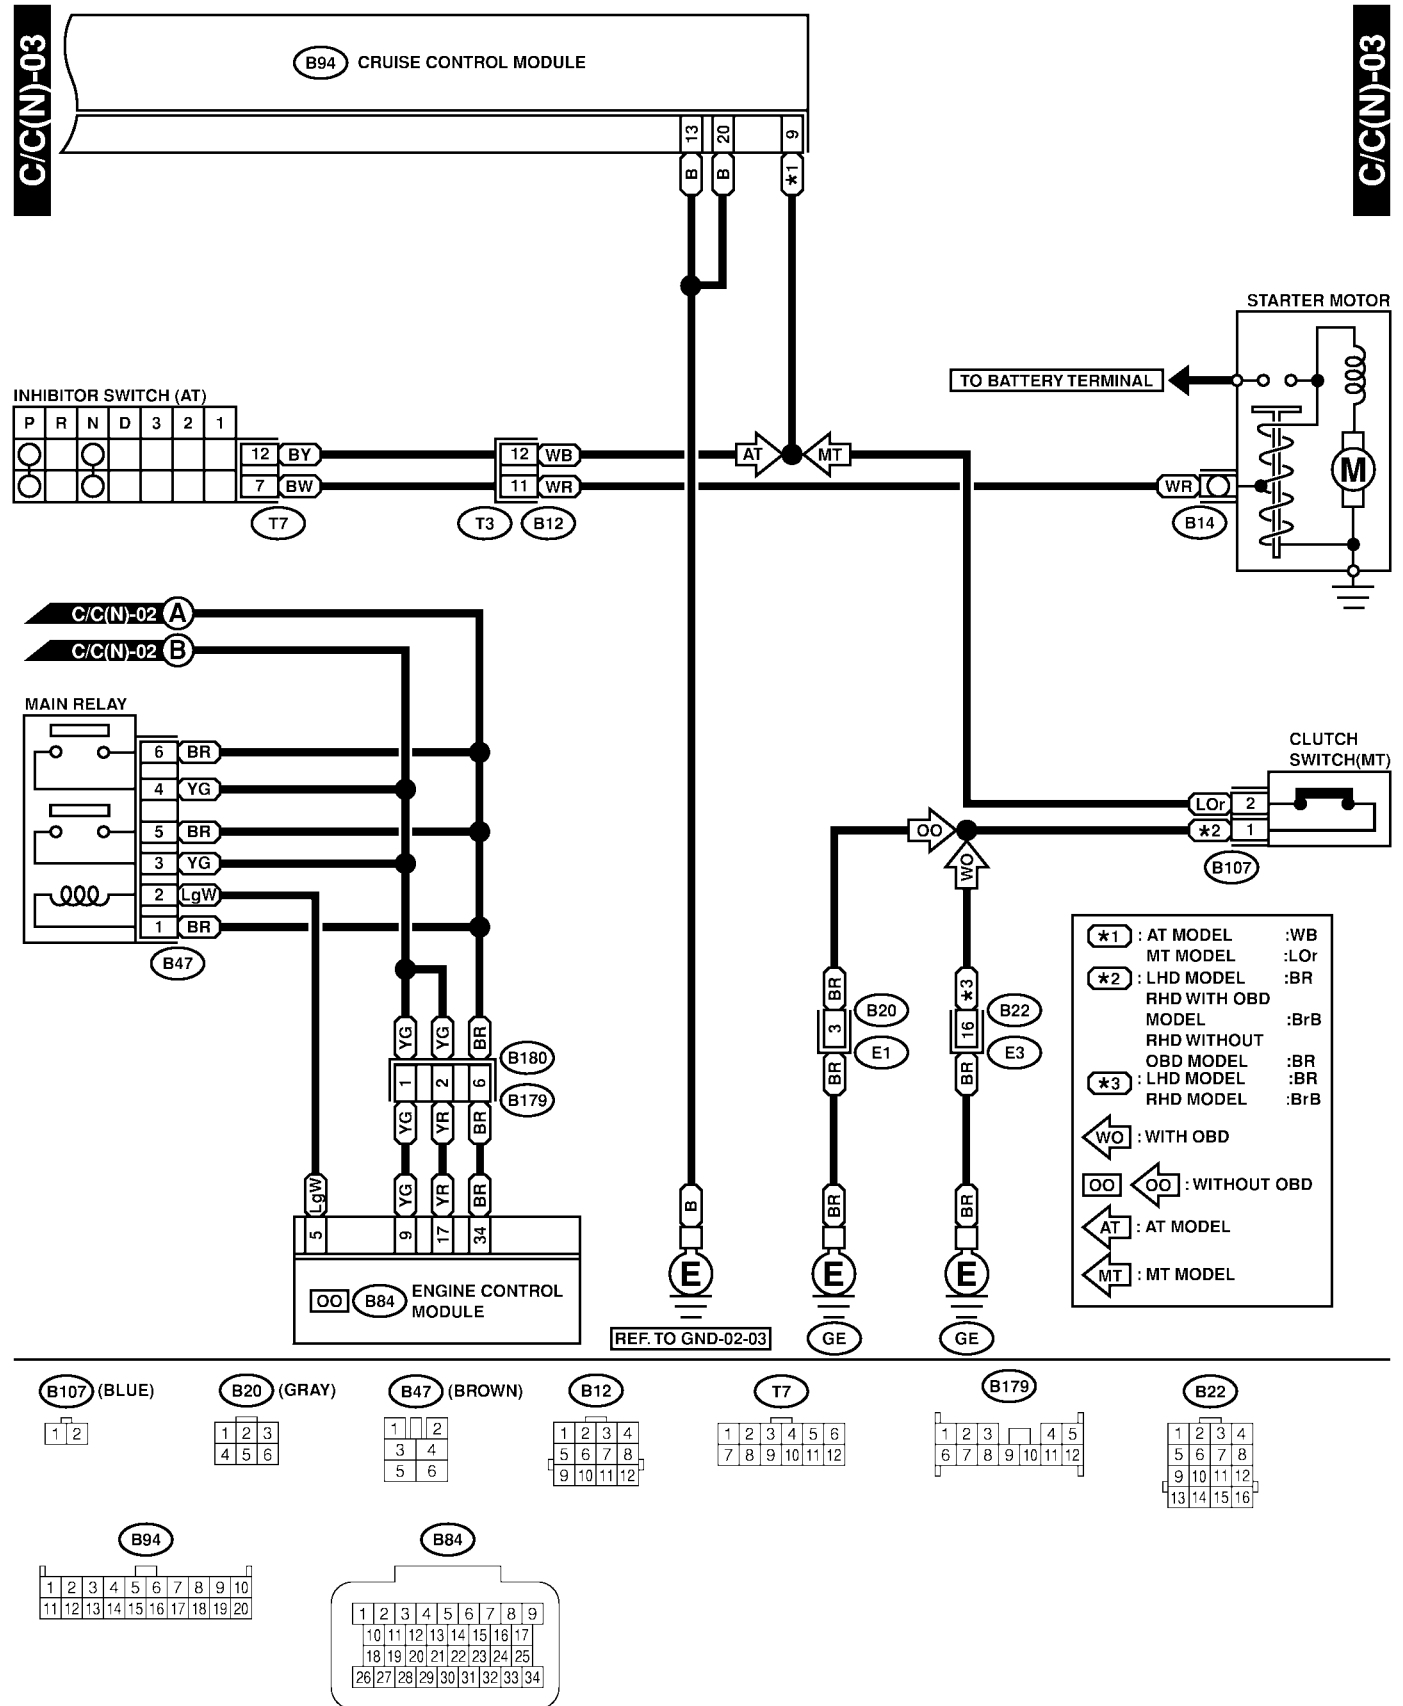 C/C(N)-03
C/C(N)-03
B94 CRUISE CONTROL MODULE
13 20 9
B B *1
STARTER MOTOR
TO BATTERY TERMINAL
M
INHIBITOR SWITCH (AT)
P R N D 3 2 1
12 BY 12 WB AT MT
7 BW 11 WR WR
T7 T3 B12 B14
C/C(N)-02 A
C/C(N)-02 B
MAIN RELAY
6 BR
4 YG
5 BR
3 YG
2 LgW
1 BR
B47
CLUTCH
SWITCH(MT)
LOr 2
*2 1
B107
OO
WO
BR *3
3 B20 16 B22
E1 E3
BR BR
YG YG BR
B180
1 2 6
B179
YG YR BR
LgW YG YR BR
5 9 17 34
OO B84 ENGINE CONTROL
MODULE
B BR BR
E E E
REF. TO GND-02-03 GE GE
*1 : AT MODEL :WB
MT MODEL :LOr
*2 : LHD MODEL :BR
RHD WITH OBD
MODEL :BrB
RHD WITHOUT
OBD MODEL :BR
*3 : LHD MODEL :BR
RHD MODEL :BrB
WO : WITH OBD
OO OO : WITHOUT OBD
AT : AT MODEL
MT : MT MODEL
B107 (BLUE)
1 2
B20 (GRAY)
1 2 3
4 5 6
B47 (BROWN)
1 2
3 4
5 6
B12
1 2 3 4
5 6 7 8
9 10 11 12
T7
1 2 3 4 5 6
7 8 9 10 11 12
B179
1 2 3 4 5
6 7 8 9 10 11 12
B22
1 2 3 4
5 6 7 8
9 10 11 12
13 14 15 16
B94
1 2 3 4 5 6 7 8 9 10
11 12 13 14 15 16 17 18 19 20
B84
1 2 3 4 5 6 7 8 9
10 11 12 13 14 15 16 17
18 19 20 21 22 23 24 25
26 27 28 29 30 31 32 33 34